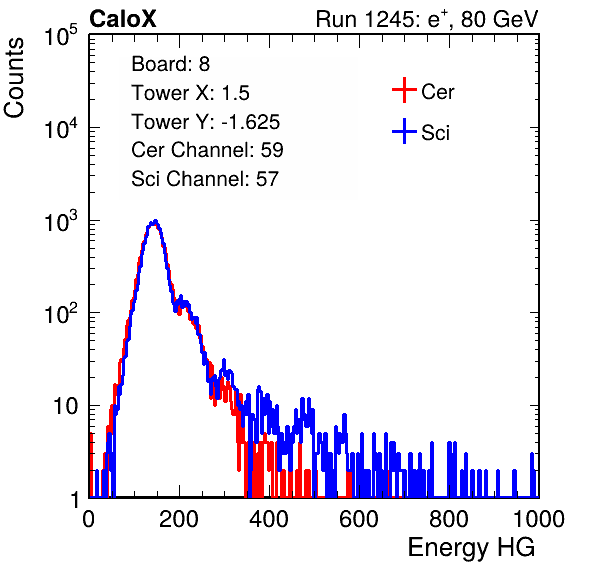 CaloX Run 1245: e⁺, 80 GeV
Counts
10⁵
10⁴
10³
10²
10
1
Board: 8
Tower X: 1.5
Tower Y: -1.625
Cer Channel: 59
Sci Channel: 57
Cer
Sci
0 200 400 600 800 1000
Energy HG